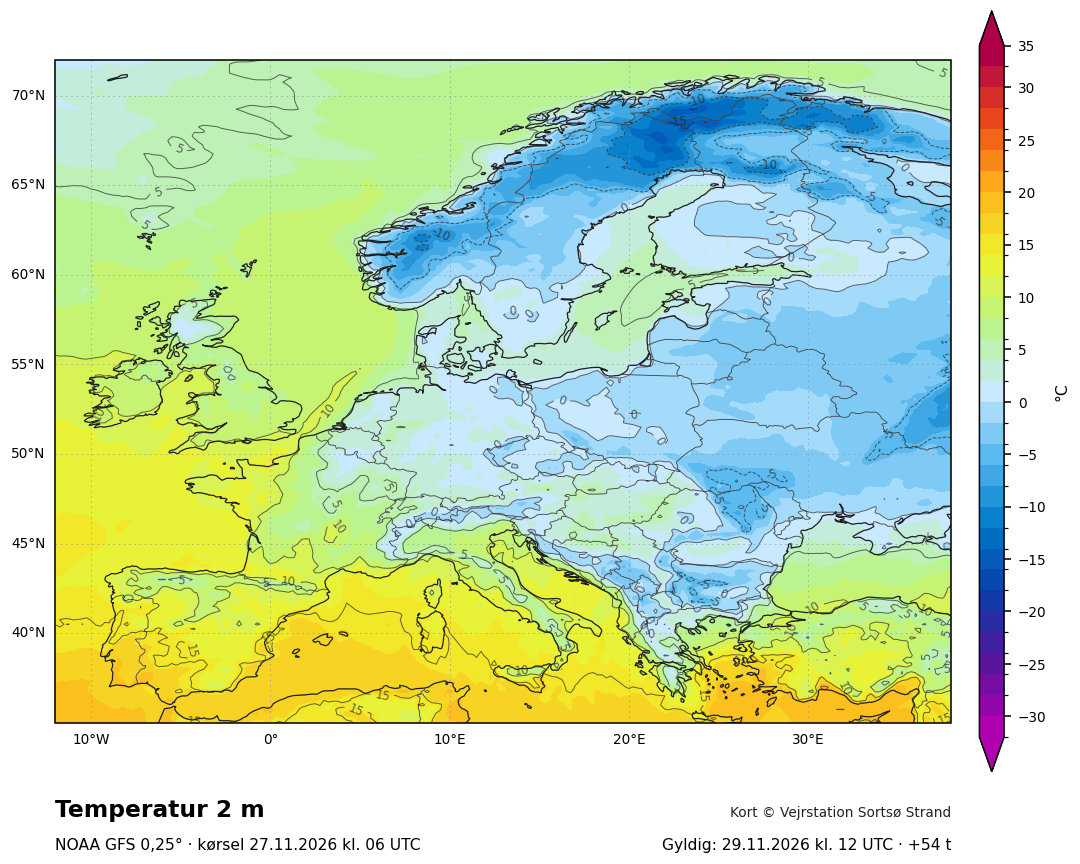 70°N
65°N
60°N
55°N
50°N
45°N
40°N
10°W 0° 10°E 20°E 30°E
35
30
25
20
15
10
5
0
−5
−10
−15
−20
−25
−30
°C
Temperatur 2 m
Kort © Vejrstation Sortsø Strand
NOAA GFS 0,25° · kørsel 27.11.2026 kl. 06 UTC
Gyldig: 29.11.2026 kl. 12 UTC · +54 t